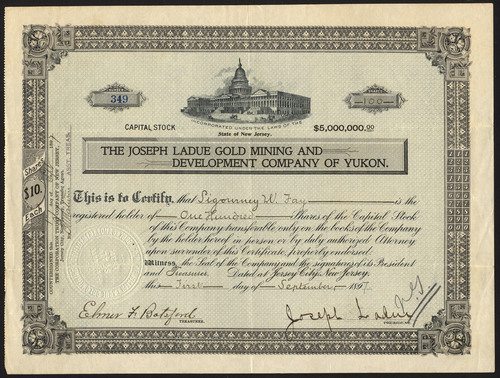 349
100
CAPITAL STOCK
INCORPORATED UNDER THE LAWS OF THE
State of New Jersey.
$5,000,000.00
THE JOSEPH LADUE GOLD MINING AND
DEVELOPMENT COMPANY OF YUKON.
Shares
$10.
Each
This is to Certify, that Sigourney W. Fay is the
registered holder of One Hundred Shares of the Capital Stock
of this Company transferable only on the books of the Company
by the holder hereof in person or by duly authorized Attorney
upon surrender of this Certificate properly endorsed.
Witness, the Seal of the Company and the signatures of its President
and Treasurer. Dated at Jersey City, New Jersey.
this First day of September 1897
Elmer F. Botsford
TREASURER.
Joseph Ladue
PRESIDENT.